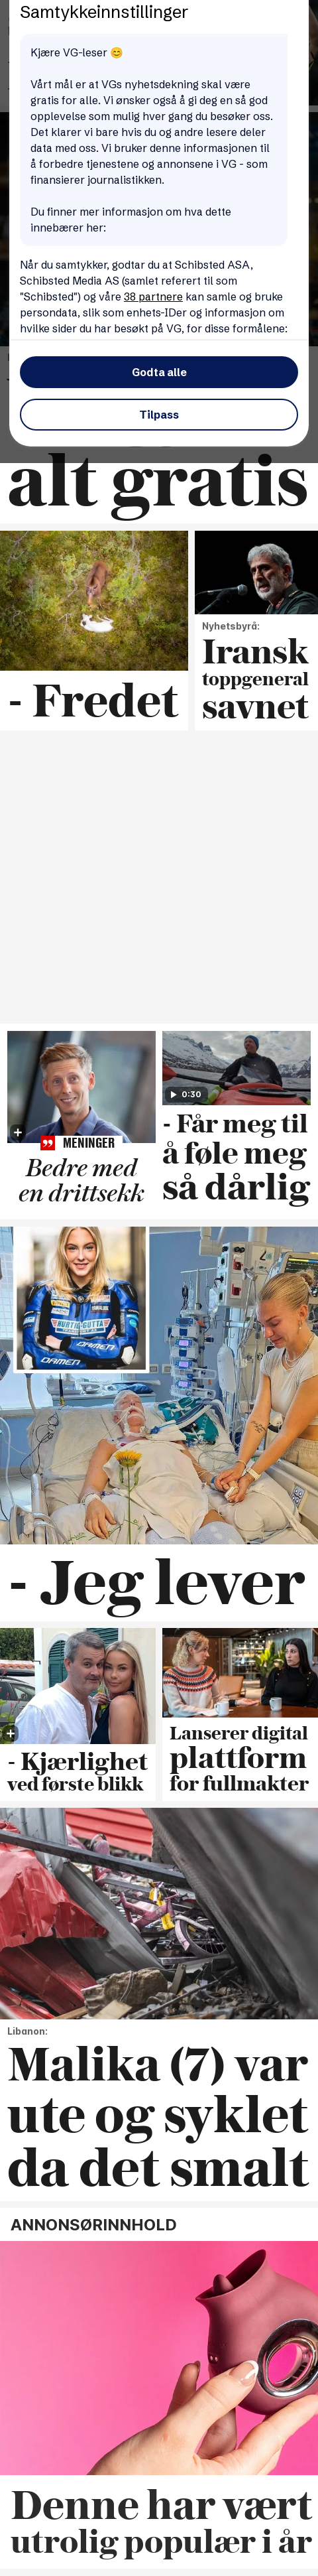 Samtykkeinnstillinger
Kjære VG-leser 😊
Vårt mål er at VGs nyhetsdekning skal være
gratis for alle. Vi ønsker også å gi deg en så god
opplevelse som mulig hver gang du besøker oss.
Det klarer vi bare hvis du og andre lesere deler
data med oss. Vi bruker denne informasjonen til
å forbedre tjenestene og annonsene i VG - som
finansierer journalistikken.
Du finner mer informasjon om hva dette
innebærer her:
Når du samtykker, godtar du at Schibsted ASA,
Schibsted Media AS (samlet referert til som
"Schibsted") og våre 38 partnere kan samle og bruke
persondata, slik som enhets-IDer og informasjon om
hvilke sider du har besøkt på VG, for disse formålene:
Godta alle
Tilpass
alt gratis
- Fredet
Nyhetsbyrå:
Iransk
toppgeneral
savnet
MENINGER
Bedre med
en drittsekk
0:30
- Får meg til
å føle meg
så dårlig
- Jeg lever
- Kjærlighet
ved første blikk
Lanserer digital
plattform
for fullmakter
Libanon:
Malika (7) var
ute og syklet
da det smalt
ANNONSØRINNHOLD
Denne har vært
utrolig populær i år